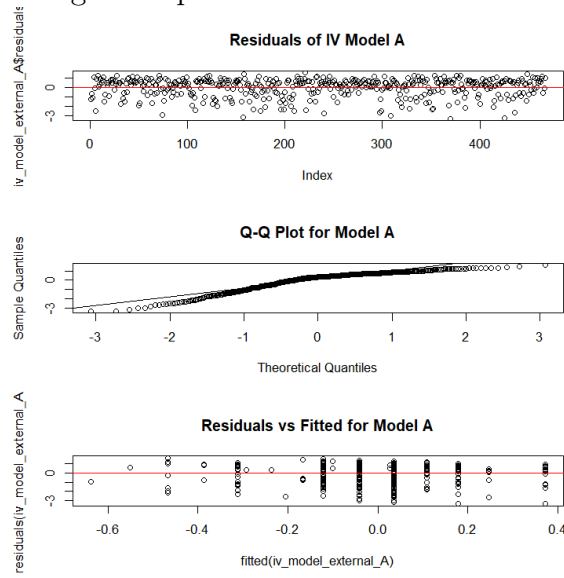 Residuals of IV Model A
iv_model_external_A$residuals
0
-3
0
100
200
300
400
Index
Q-Q Plot for Model A
Sample Quantiles
0
-3
-3
-2
-1
0
1
2
3
Theoretical Quantiles
Residuals vs Fitted for Model A
residuals(iv_model_external_A
0
-3
-0.6
-0.4
-0.2
0.0
0.2
0.4
fitted(iv_model_external_A)